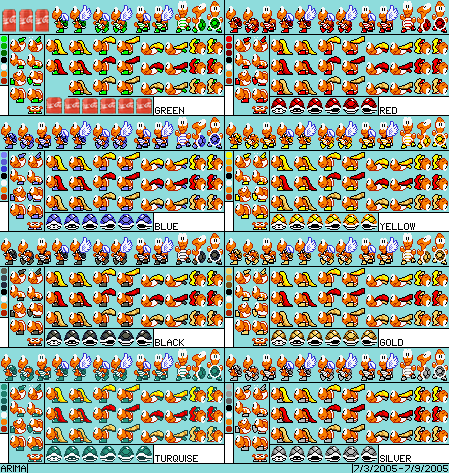 GREEN
RED
BLUE
YELLOW
BLACK
GOLD
TURQUOISE
SILVER
ARIMA
7/3/2005-7/9/2005